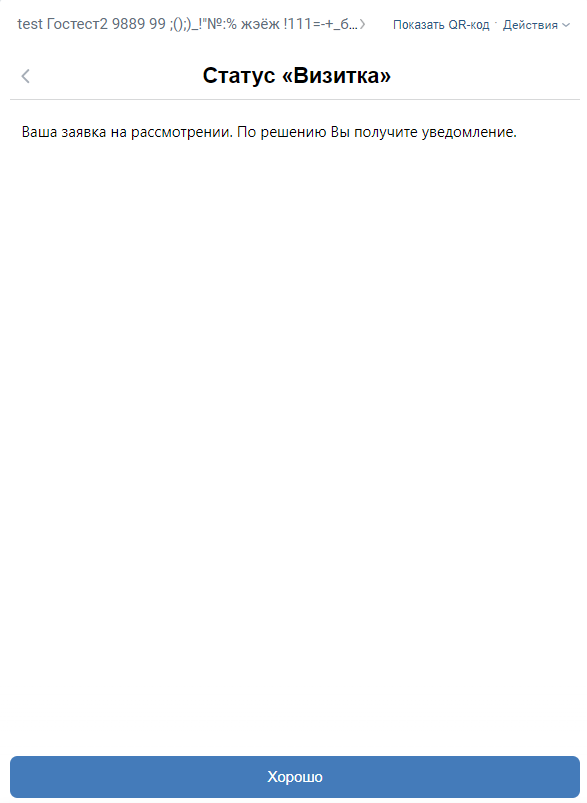 test Гостест2 9889 99 ;();)_!"№:% жэёж !111=-+_б...
Показать QR-код · Действия
Статус «Визитка»
Ваша заявка на рассмотрении. По решению Вы получите уведомление.
Хорошо